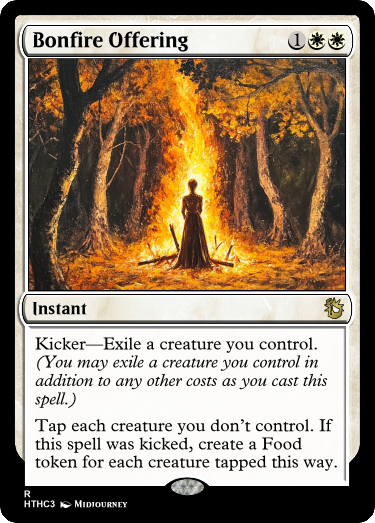 Bonfire Offering 1
Instant
Kicker—Exile a creature you control.
(You may exile a creature you control in
addition to any other costs as you cast this
spell.)
Tap each creature you don't control. If
this spell was kicked, create a Food
token for each creature tapped this way.
R
HTHC3 Midjourney